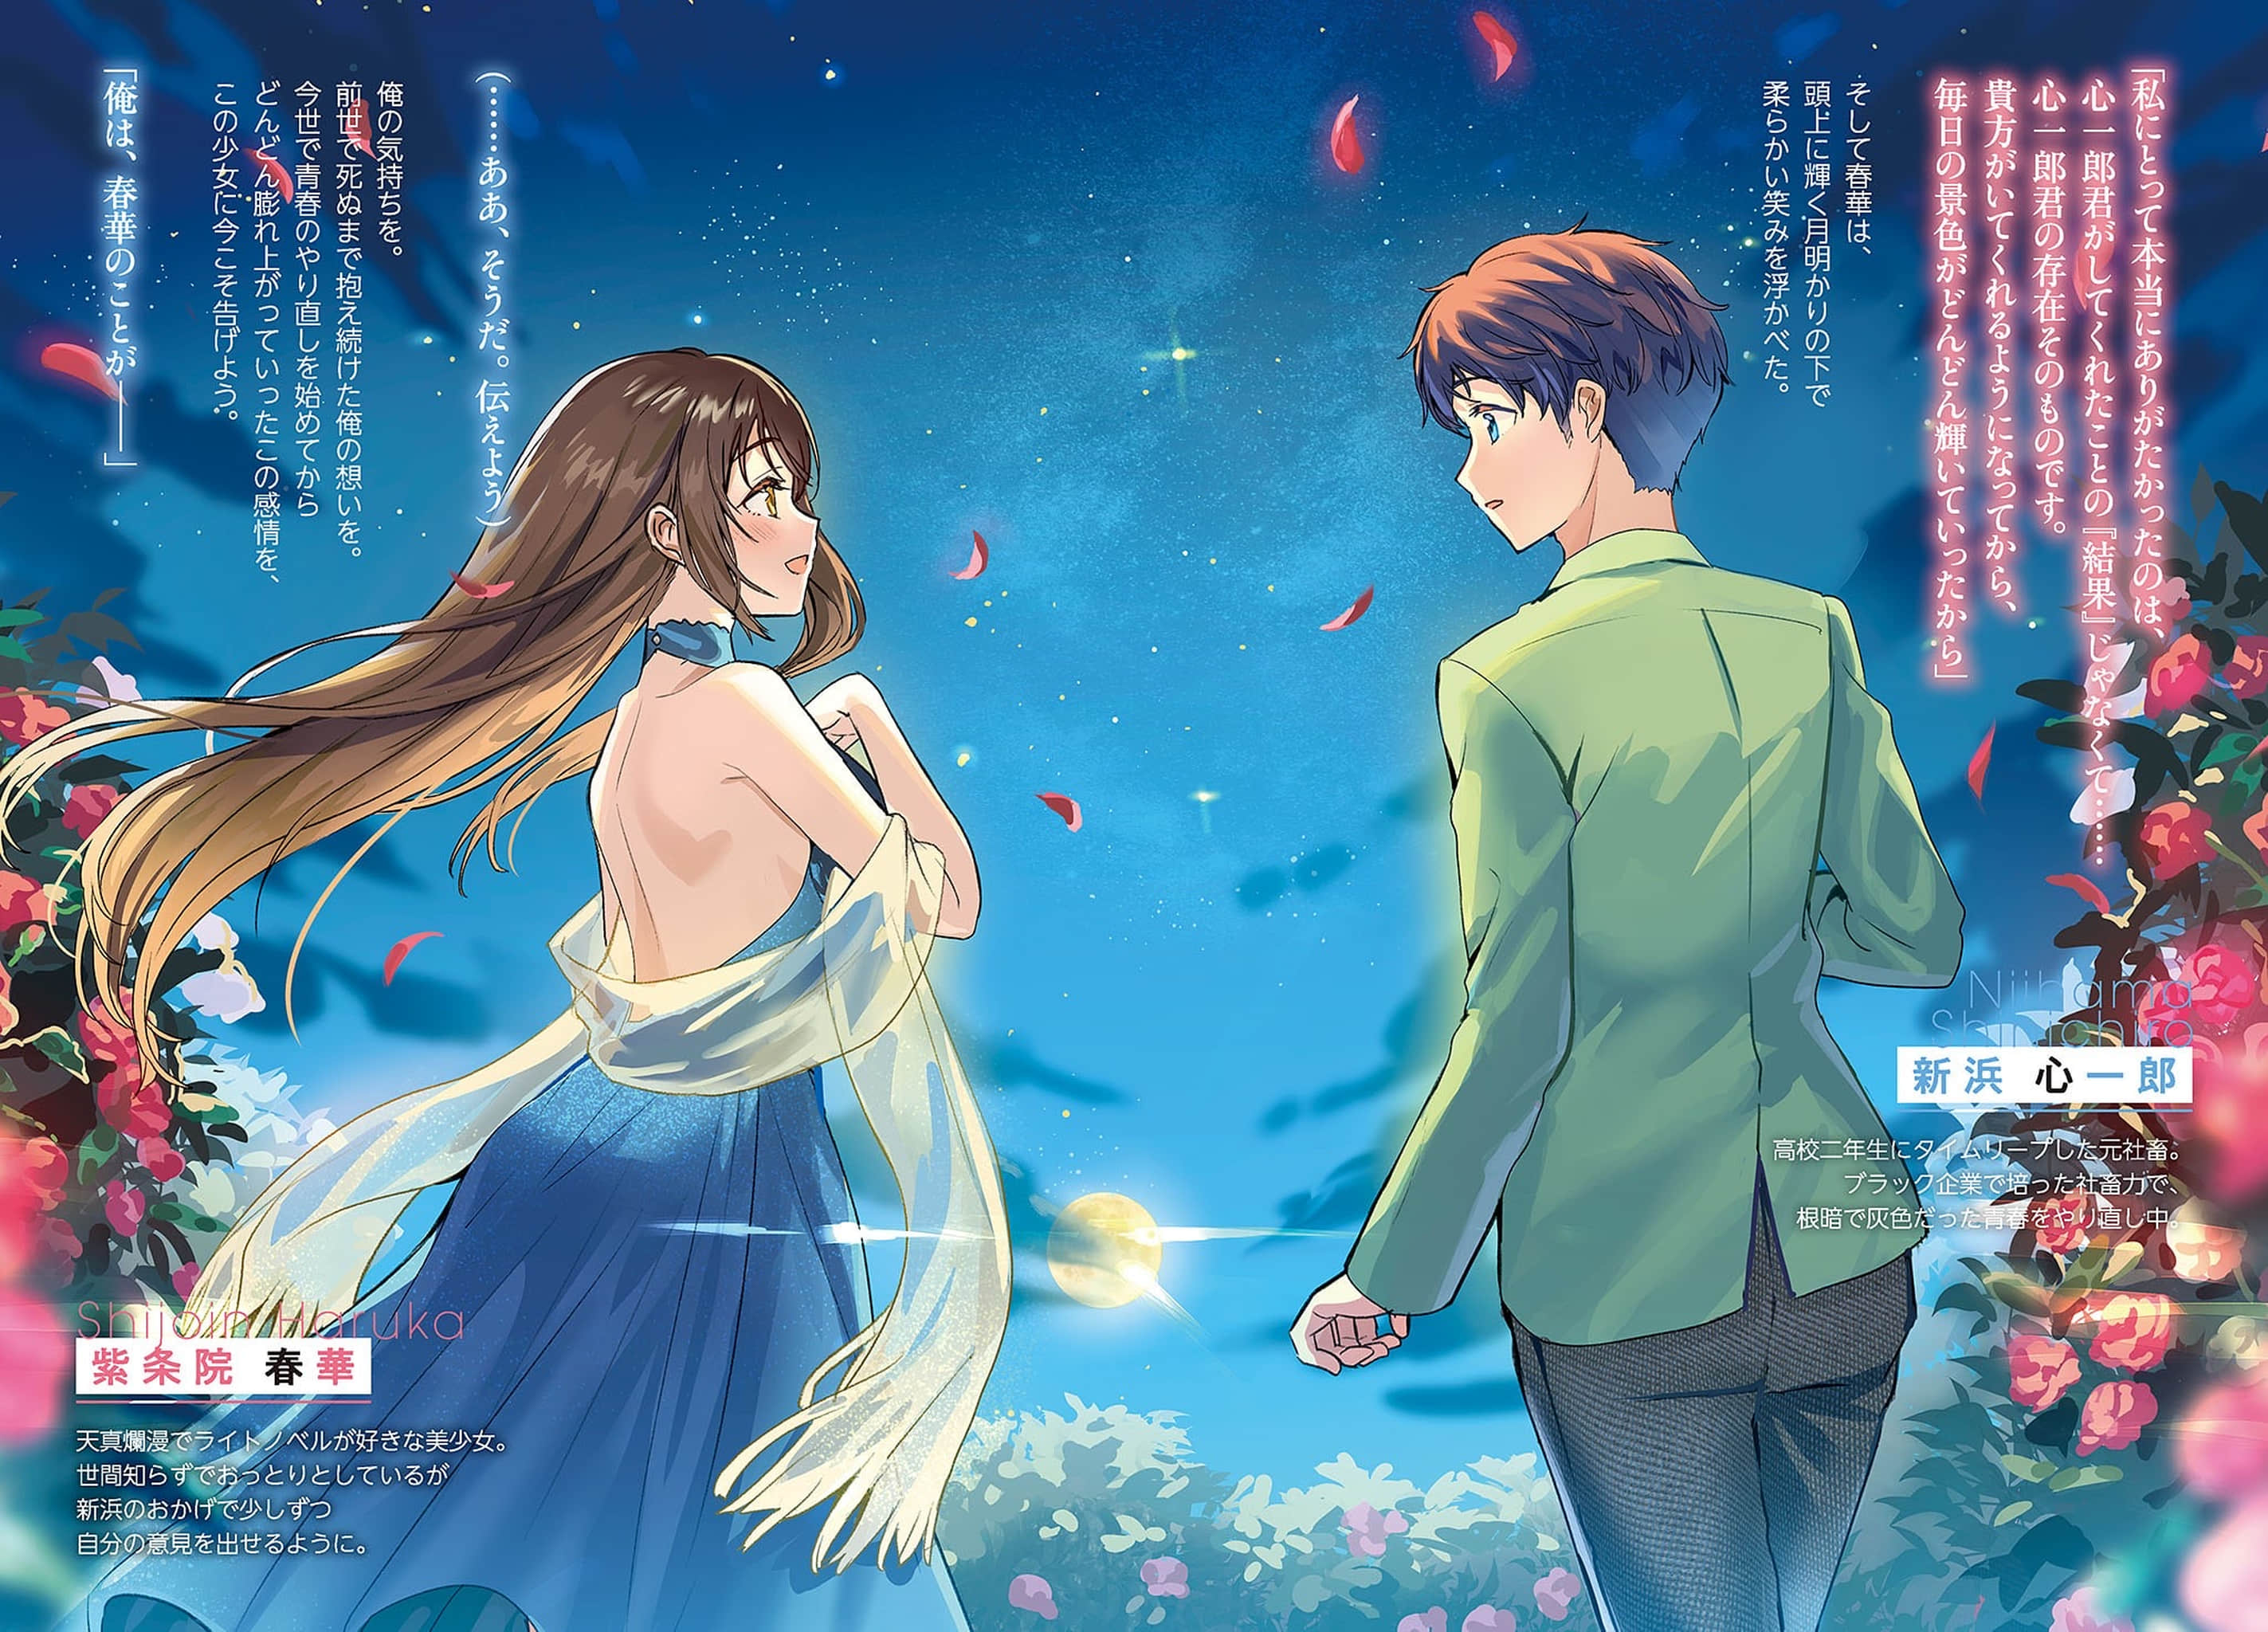 「私にとって本当にありがたかったのは、
心一郎君がしてくれたことの『結果』じゃなくて……
心一郎君の存在そのものです。
貴方がいてくれるようになってから、
毎日の景色がどんどん輝いていったから」
そして春華は、
頭上に輝く月明かりの下で
柔らかい笑みを浮かべた。
(……ああ、そうだ。伝えよう)
俺の気持ちを。
前世で死ぬまで抱え続けた俺の想いを。
今世で青春のやり直しを始めてから
どんどん膨れ上がっていったこの感情を、
この少女に今こそ告げよう。
「俺は、春華のことが――」
Niihama
Shinichiro
新浜 心一郎
高校二年生にタイムリープした元社畜。
ブラック企業で培った社畜力で、
根暗で灰色だった青春をやり直し中。
Shijoin Haruka
紫条院 春華
天真爛漫でライトノベルが好きな美少女。
世間知らずでおっとりとしているが
新浜のおかげで少しずつ
自分の意見を出せるように。